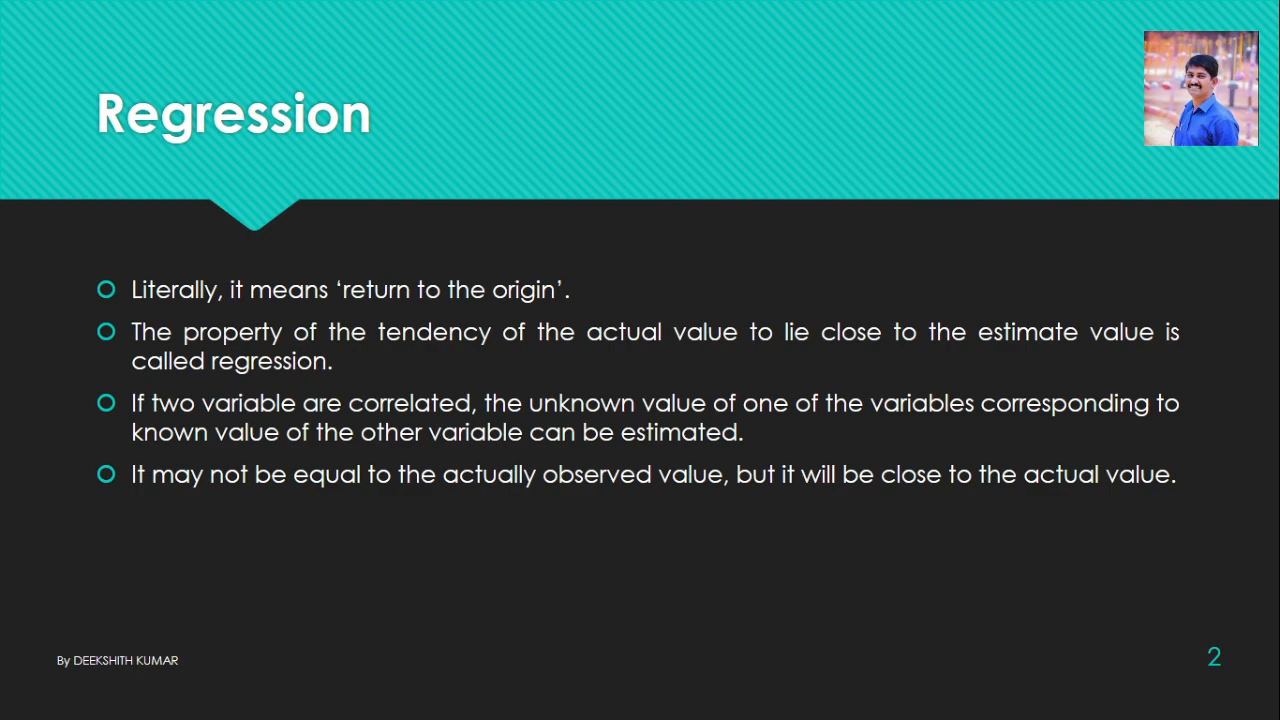 Regression
Literally, it means ‘return to the origin’.
The property of the tendency of the actual value to lie close to the estimate value is
called regression.
If two variable are correlated, the unknown value of one of the variables corresponding to
known value of the other variable can be estimated.
It may not be equal to the actually observed value, but it will be close to the actual value.
By DEEKSHITH KUMAR
2